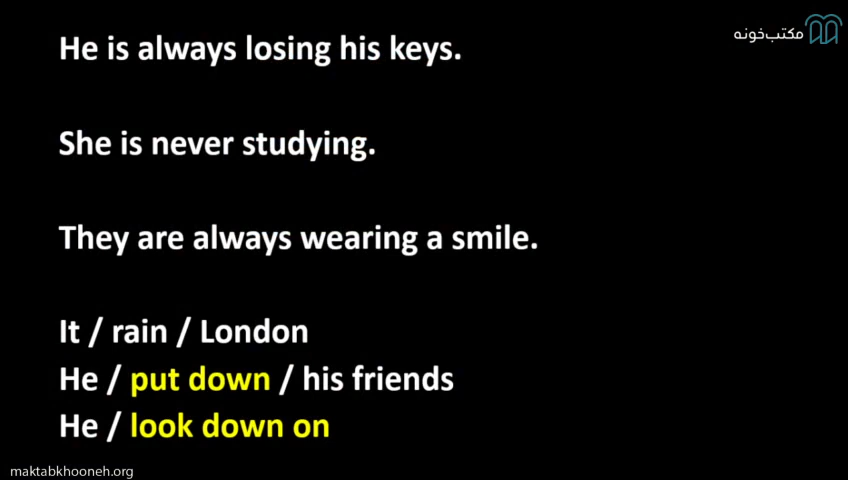 مکتب‌خونه
He is always losing his keys.
She is never studying.
They are always wearing a smile.
It / rain / London
He / put down / his friends
He / look down on
maktabkhooneh.org